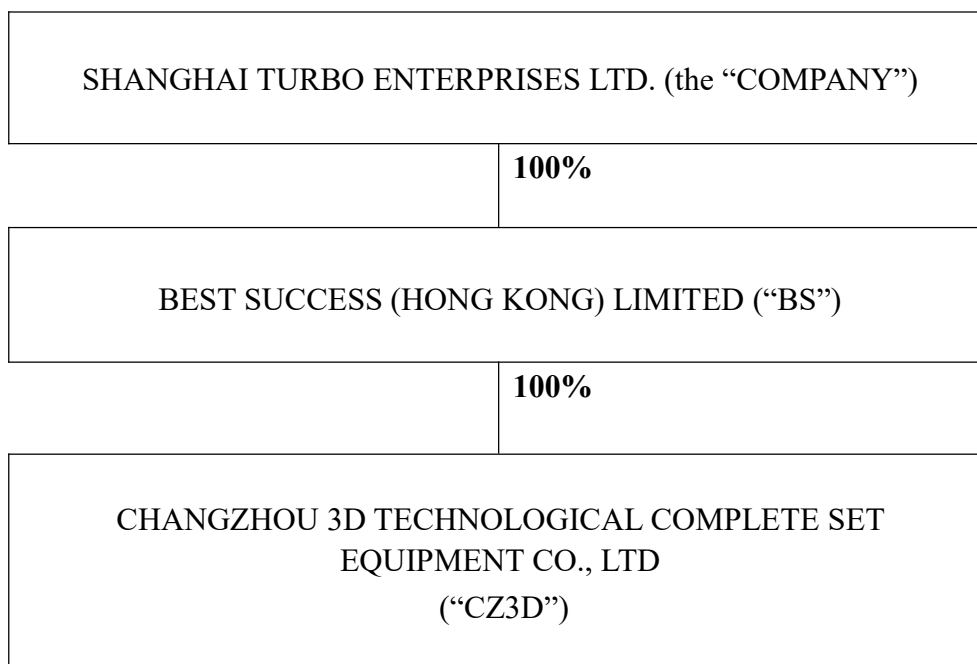 SHANGHAI TURBO ENTERPRISES LTD. (the “COMPANY”)
100%
BEST SUCCESS (HONG KONG) LIMITED (“BS”)
100%
CHANGZHOU 3D TECHNOLOGICAL COMPLETE SET
EQUIPMENT CO., LTD
(“CZ3D”)